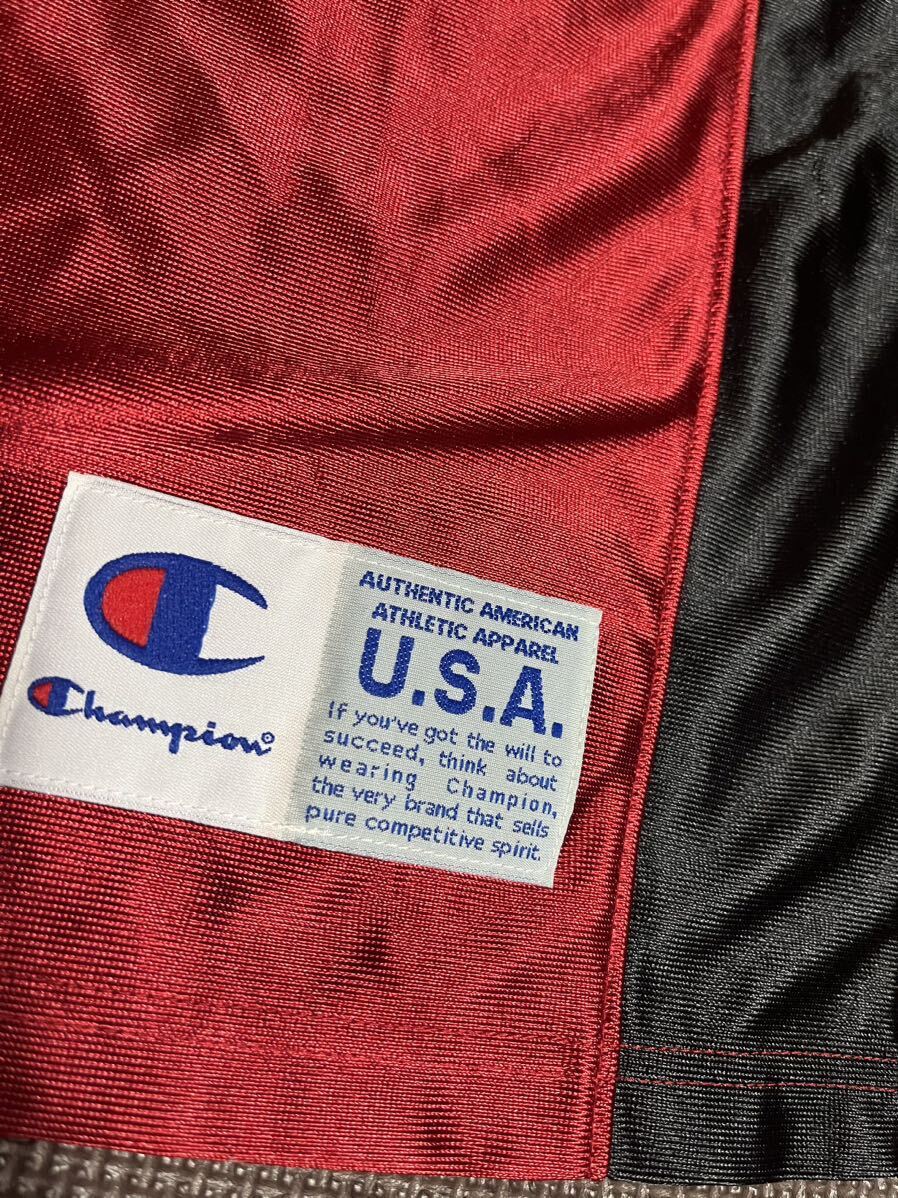 Champion
AUTHENTIC AMERICAN
ATHLETIC APPAREL
U.S.A.
If you've got the will to
succeed, think about
wearing Champion,
the very brand that sells
pure competitive spirit.